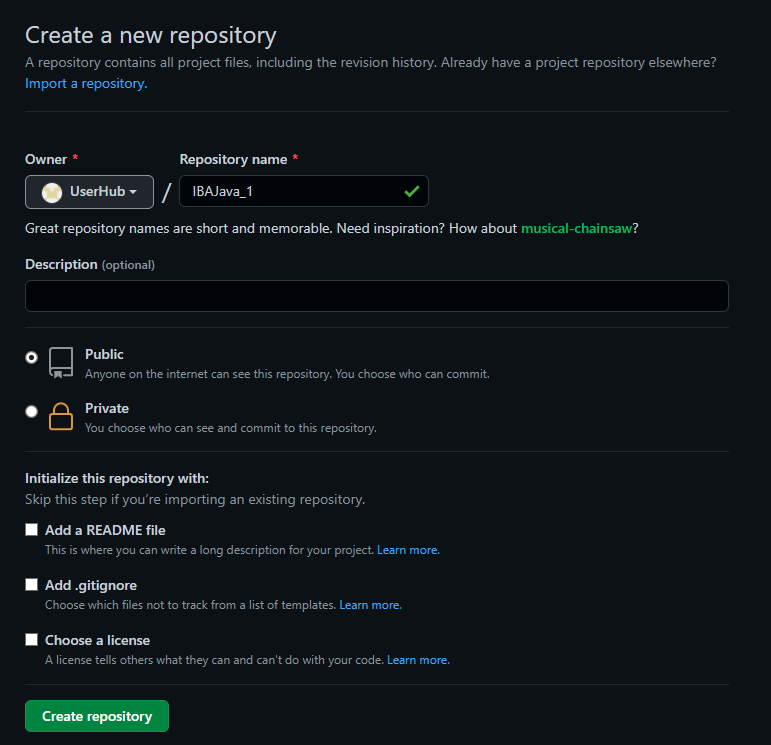 Create a new repository
A repository contains all project files, including the revision history. Already have a project repository elsewhere?
Import a repository.
Owner * Repository name *
UserHub / IBAJava_1
Great repository names are short and memorable. Need inspiration? How about musical-chainsaw?
Description (optional)
Public
Anyone on the internet can see this repository. You choose who can commit.
Private
You choose who can see and commit to this repository.
Initialize this repository with:
Skip this step if you’re importing an existing repository.
Add a README file
This is where you can write a long description for your project. Learn more.
Add .gitignore
Choose which files not to track from a list of templates. Learn more.
Choose a license
A license tells others what they can and can't do with your code. Learn more.
Create repository